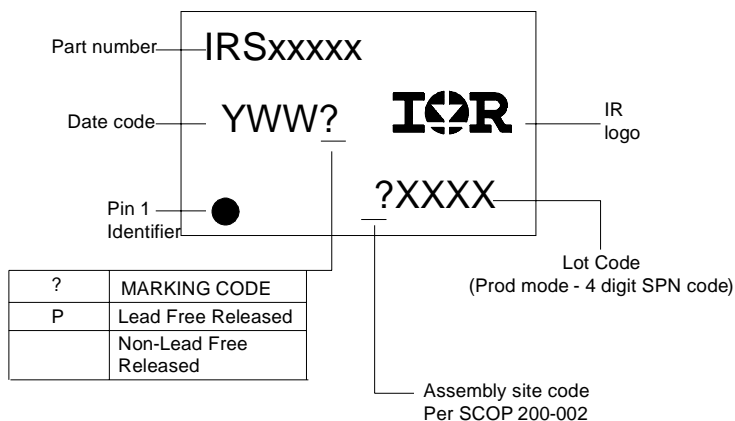 Part number
IRSxxxxx
Date code
YWW?
IOR
IR
logo
Pin 1
Identifier
?XXXX
Lot Code
(Prod mode - 4 digit SPN code)
? MARKING CODE
P Lead Free Released
Non-Lead Free
Released
Assembly site code
Per SCOP 200-002